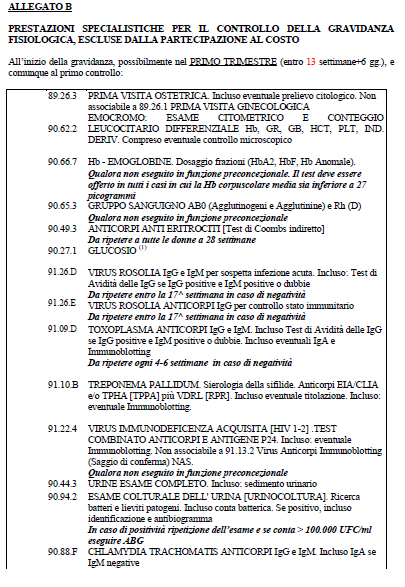 ALLEGATO B
PRESTAZIONI SPECIALISTICHE PER IL CONTROLLO DELLA GRAVIDANZA
FISIOLOGICA, ESCLUSE DALLA PARTECIPAZIONE AL COSTO
All'inizio della gravidanza, possibilmente nel PRIMO TRIMESTRE (entro 13 settimane+6 gg.), e
comunque al primo controllo:
89.26.3 PRIMA VISITA OSTETRICA. Incluso eventuale prelievo citologico. Non
associabile a 89.26.1 PRIMA VISITA GINECOLOGICA
EMOCROMO: ESAME CITOMETRICO E CONTEGGIO
90.62.2 LEUCOCITARIO DIFFERENZIALE Hb, GR, GB, HCT, PLT, IND.
DERIV. Compreso eventuale controllo microscopico
90.66.7 Hb - EMOGLOBINE. Dosaggio frazioni (HbA2, HbF, Hb Anomale).
Qualora non eseguito in funzione preconcezionale. Il test deve essere
offerto in tutti i casi in cui la Hb corpuscolare media sia inferiore a 27
picogrammi
90.65.3 GRUPPO SANGUIGNO AB0 (Agglutinogeni e Agglutinine) e Rh (D)
Qualora non eseguito in funzione preconcezionale
90.49.3 ANTICORPI ANTI ERITROCITI [Test di Coombs indiretto]
Da ripetere a tutte le donne a 28 settimane
90.27.1 GLUCOSIO (1)
91.26.D VIRUS ROSOLIA IgG e IgM per sospetta infezione acuta. Incluso: Test di
Avidità delle IgG se IgG positive e IgM positive o dubbie
Da ripetere entro la 17^ settimana in caso di negatività
91.26.E VIRUS ROSOLIA ANTICORPI IgG per controllo stato immunitario
Da ripetere entro la 17^ settimana in caso di negatività
91.09.D TOXOPLASMA ANTICORPI IgG e IgM. Incluso Test di Avidità delle IgG
se IgG positive e IgM positive o dubbie. Incluso eventuali IgA e
Immunoblotting
Da ripetere ogni 4-6 settimane in caso di negatività
91.10.B TREPONEMA PALLIDUM. Sierologia della sifilide. Anticorpi EIA/CLIA
e/o TPHA [TPPA] più VDRL [RPR]. Incluso eventuale titolazione. Incluso:
eventuale Immunoblotting.
91.22.4 VIRUS IMMUNODEFICENZA ACQUISITA [HIV 1-2] .TEST
COMBINATO ANTICORPI E ANTIGENE P24. Incluso: eventuale
Immunoblotting. Non associabile a 91.13.2 Virus Anticorpi Immunoblotting
(Saggio di conferma) NAS.
Qualora non eseguito in funzione preconcezionale
90.44.3 URINE ESAME COMPLETO. Incluso: sedimento urinario
90.94.2 ESAME COLTURALE DELL' URINA [URINOCOLTURA]. Ricerca
batteri e lieviti patogeni. Incluso conta batterica. Se positivo, incluso
identificazione e antibiogramma
In caso di positività ripetizione dell'esame e se conta > 100.000 UFC/ml
eseguire ABG
90.88.F CHLAMYDIA TRACHOMATIS ANTICORPI IgG e IgM. Incluso IgA se
IgM negative